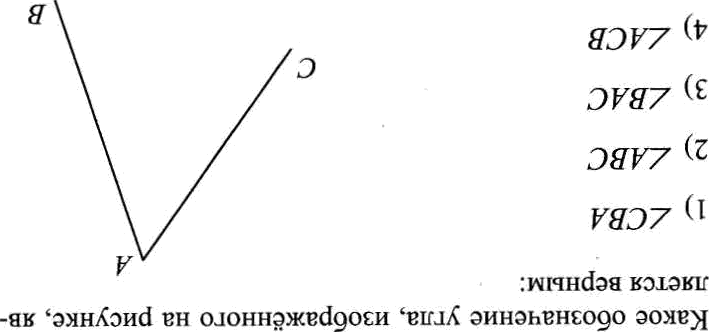 Какое обозначение угла, изображённого на рисунке, яв-
ляется верным:
1) ∠CBA
2) ∠ABC
3) ∠BAC
4) ∠ACB
A
C
B